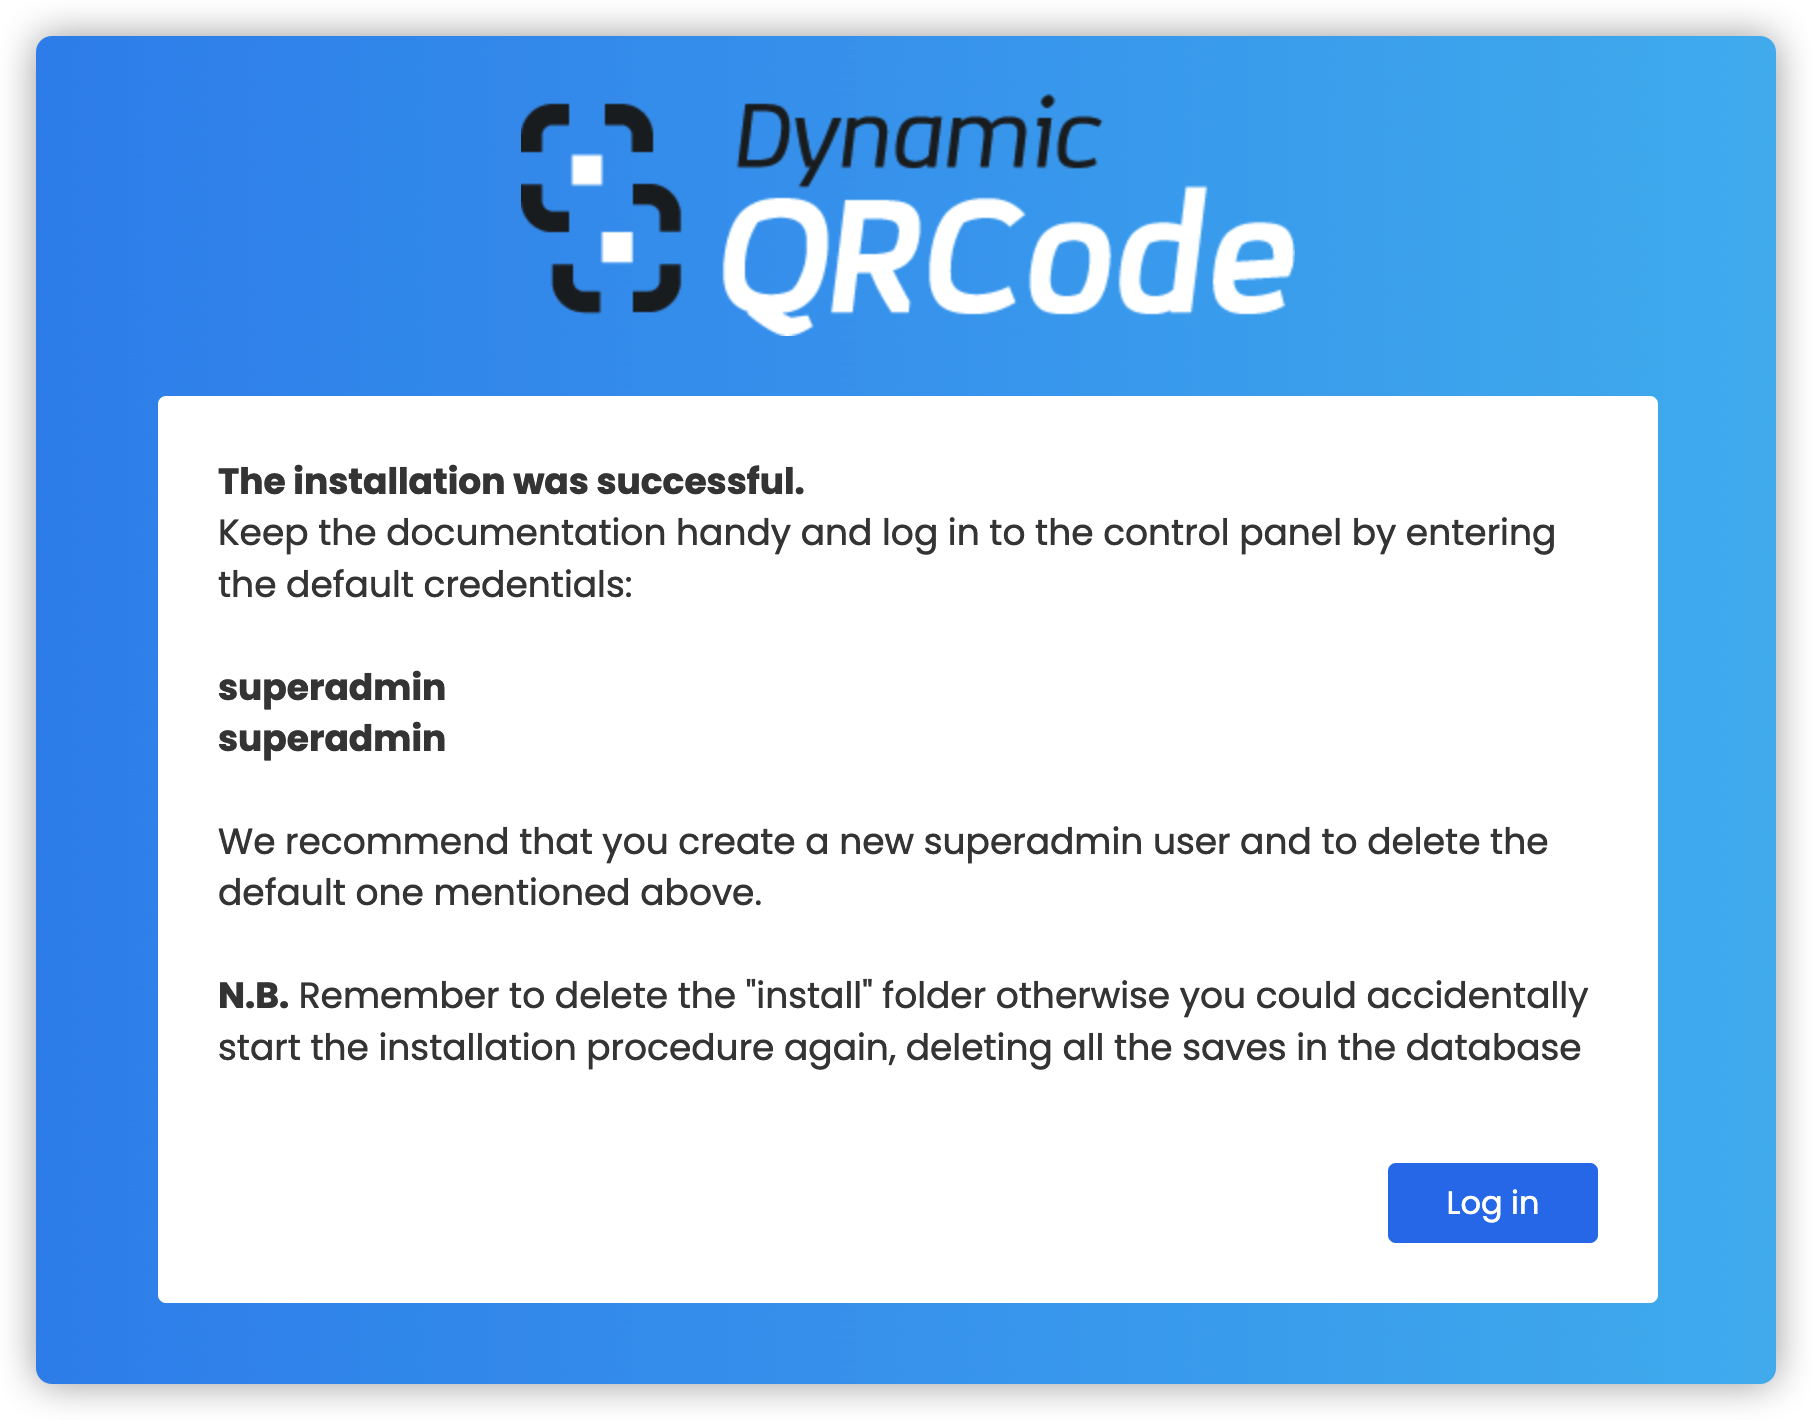 Dynamic
QRCode
The installation was successful.
Keep the documentation handy and log in to the control panel by entering
the default credentials:
superadmin
superadmin
We recommend that you create a new superadmin user and to delete the
default one mentioned above.
N.B. Remember to delete the "install" folder otherwise you could accidentally
start the installation procedure again, deleting all the saves in the database
Log in